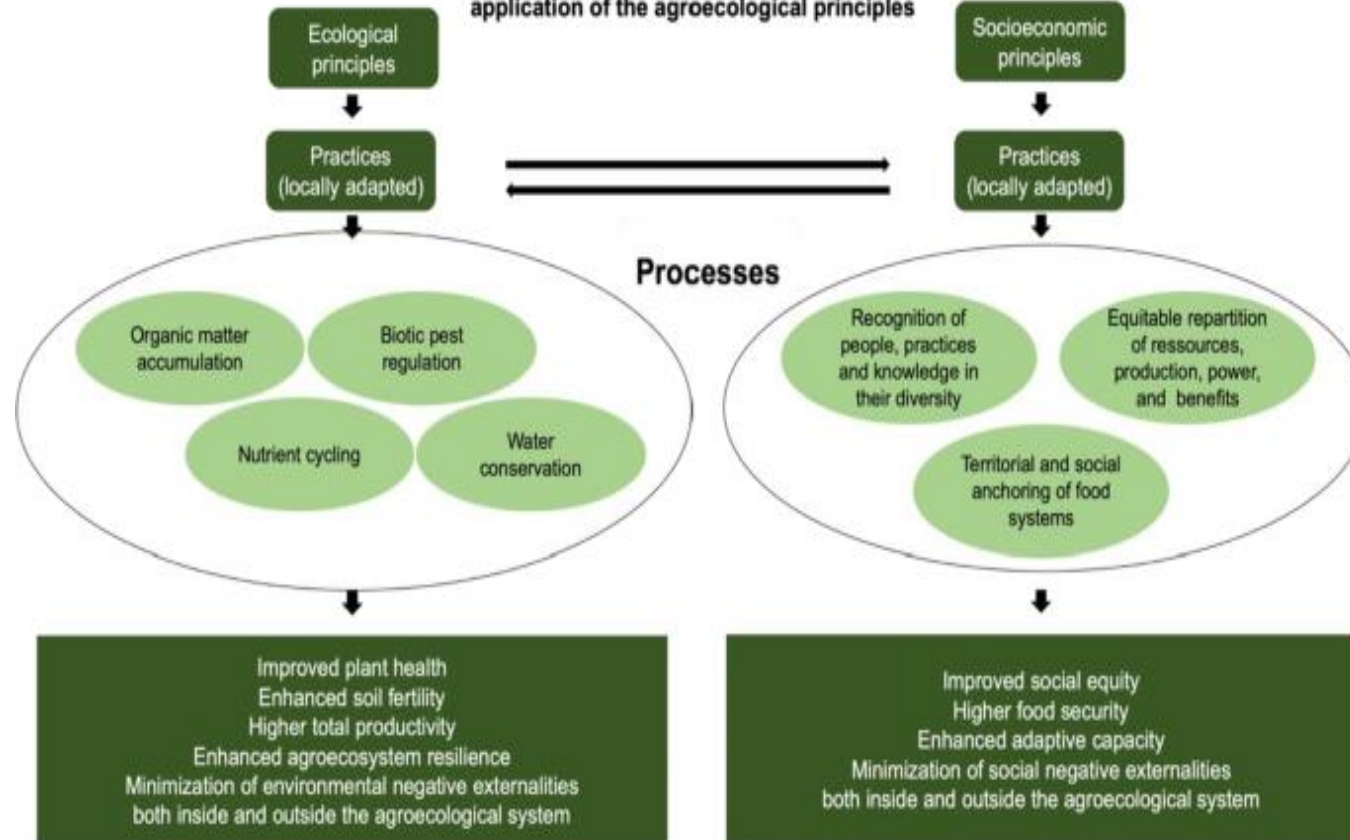 application of the agroecological principles
Ecological
principles
Socioeconomic
principles
Practices
(locally adapted)
Practices
(locally adapted)
Processes
Organic matter
accumulation
Biotic pest
regulation
Nutrient cycling
Water
conservation
Recognition of
people, practices
and knowledge in
their diversity
Equitable repartition
of ressources,
production, power,
and benefits
Territorial and social
anchoring of food
systems
Improved plant health
Enhanced soil fertility
Higher total productivity
Enhanced agroecosystem resilience
Minimization of environmental negative externalities
both inside and outside the agroecological system
Improved social equity
Higher food security
Enhanced adaptive capacity
Minimization of social negative externalities
both inside and outside the agroecological system